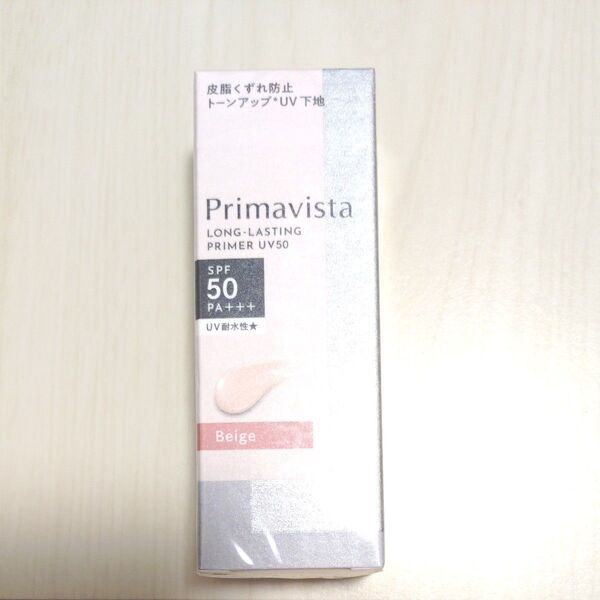 皮脂くずれ防止
トーンアップ*UV下地
Primavista
LONG-LASTING
PRIMER UV50
SPF
50
PA+++
UV耐水性★
Beige